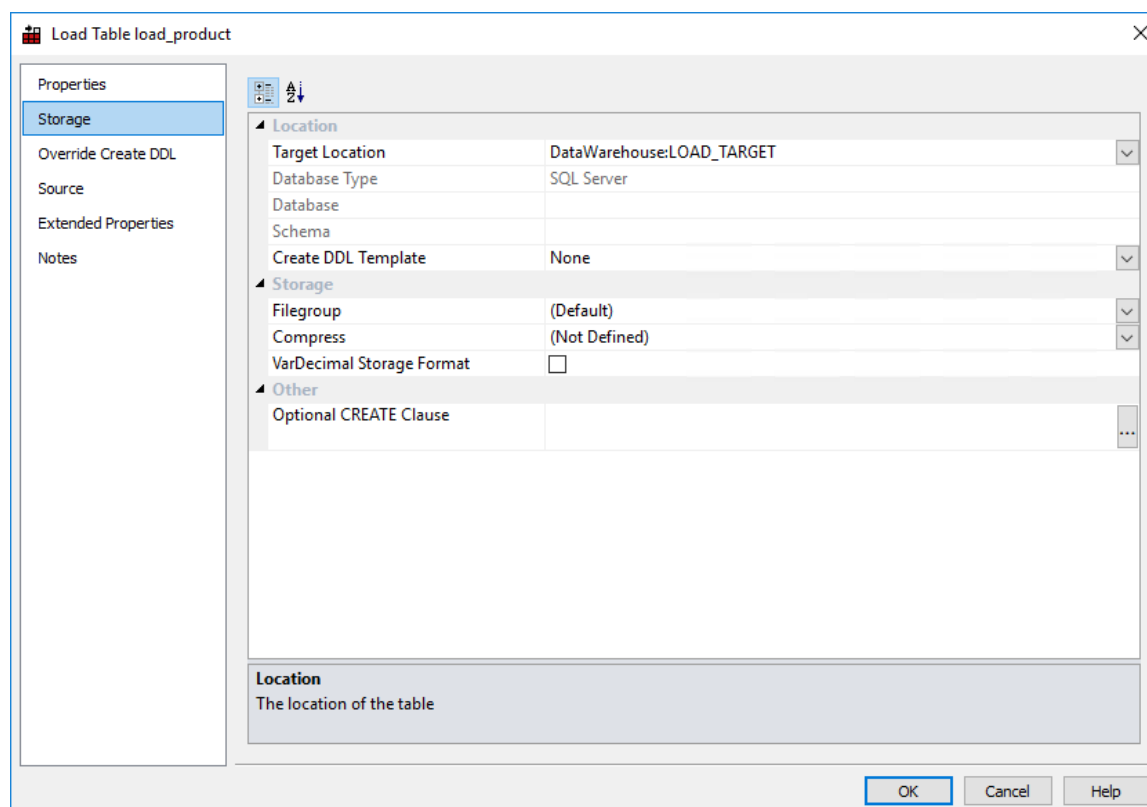 Load Table load_product
Properties
Storage
Override Create DDL
Source
Extended Properties
Notes
Location
Target Location DataWarehouse:LOAD_TARGET
Database Type SQL Server
Database
Schema
Create DDL Template None
Storage
Filegroup (Default)
Compress (Not Defined)
VarDecimal Storage Format
Other
Optional CREATE Clause
...
Location
The location of the table
OK Cancel Help